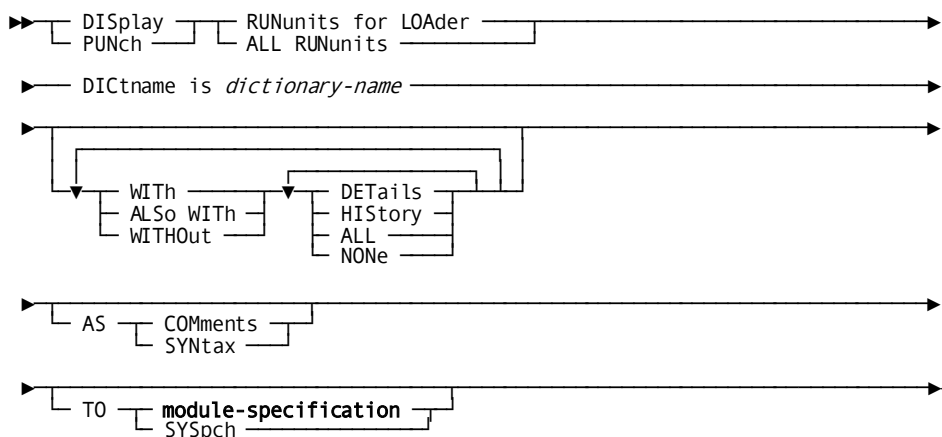 DISplay RUNunits for LOAder
PUNch ALL RUNunits
DICtname is dictionary-name
WITh DETails
ALSo WITh HIStory
WITHOut ALL
NONe
AS COMments
SYNtax
TO module-specification
SYSpch